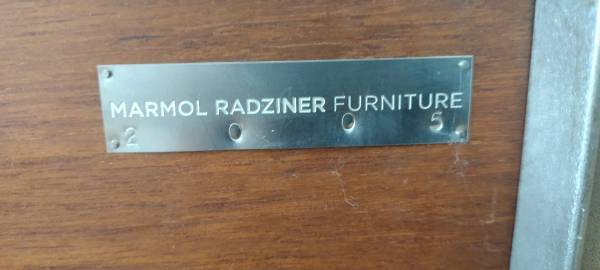 MARMOL RADZINER FURNITURE
2 0 0 5